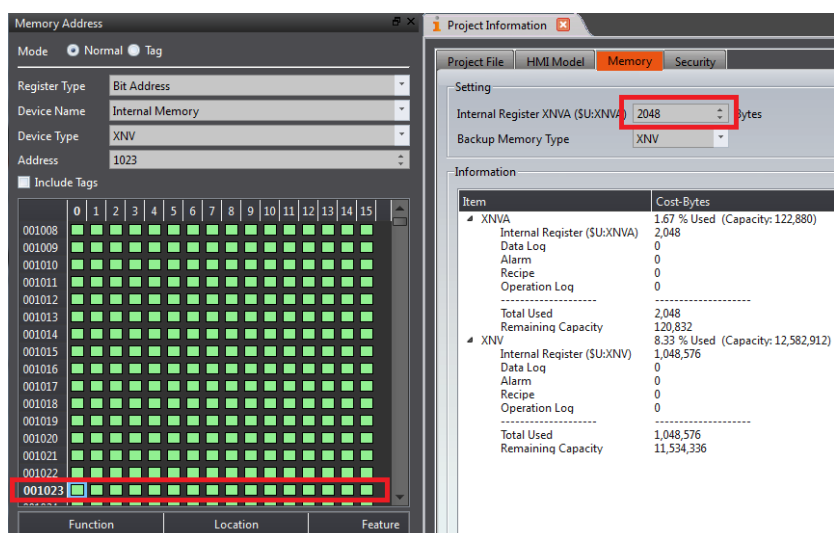 Memory Address
Mode Normal Tag
Register Type Bit Address
Device Name Internal Memory
Device Type XNV
Address 1023
Include Tags
0 1 2 3 4 5 6 7 8 9 10 11 12 13 14 15
001008
001009
001010
001011
001012
001013
001014
001015
001016
001017
001018
001019
001020
001021
001022
001023
Function Location Feature
Project Information
Project File HMI Model Memory Security
Setting
Internal Register XNVA ($U:XNVA) 2048 Bytes
Backup Memory Type XNV
Information
Item Cost-Bytes
XNVA 1.67 % Used (Capacity: 122,880)
Internal Register ($U:XNVA) 2,048
Data Log 0
Alarm 0
Recipe 0
Operation Log 0
-------------------- --------------------
Total Used 2,048
Remaining Capacity 120,832
XNV 8.33 % Used (Capacity: 12,582,912)
Internal Register ($U:XNV) 1,048,576
Data Log 0
Alarm 0
Recipe 0
Operation Log 0
-------------------- --------------------
Total Used 1,048,576
Remaining Capacity 11,534,336